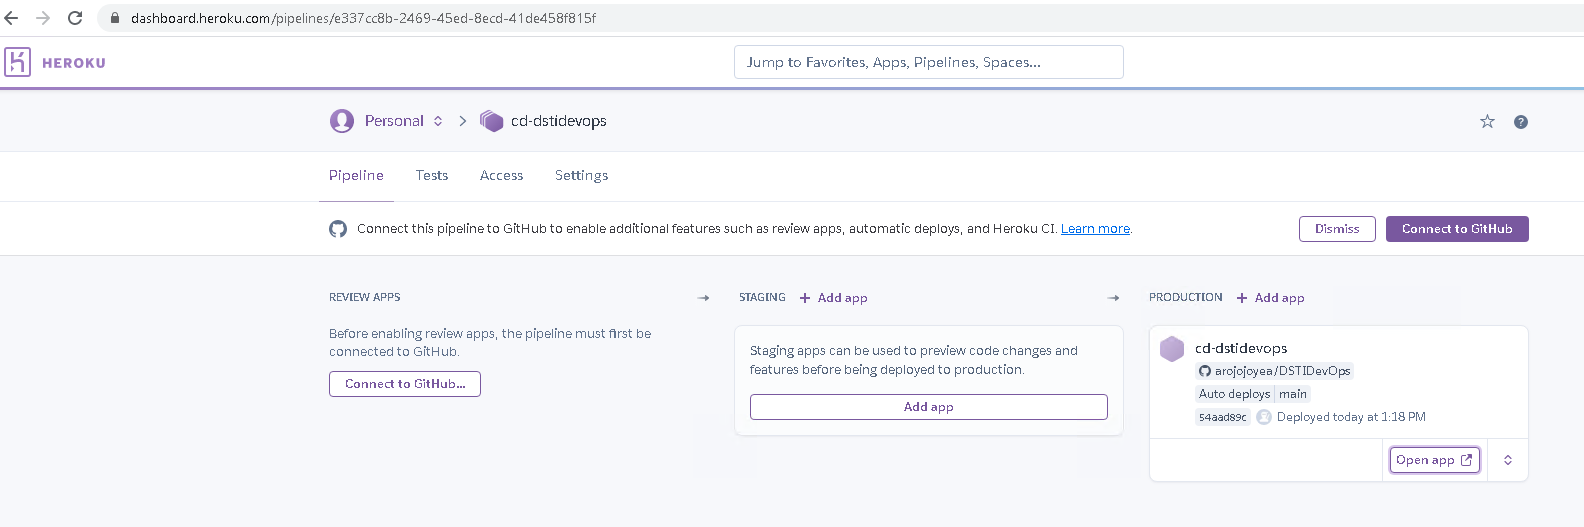 dashboard.heroku.com/pipelines/e337cc8b-2469-45ed-8ecd-41de458f815f
HEROKU
Jump to Favorites, Apps, Pipelines, Spaces...
Personal > cd-dstidevops
Pipeline Tests Access Settings
Connect this pipeline to GitHub to enable additional features such as review apps, automatic deploys, and Heroku CI. Learn more.
Dismiss
Connect to GitHub
REVIEW APPS
Before enabling review apps, the pipeline must first be
connected to GitHub.
Connect to GitHub...
STAGING + Add app
Staging apps can be used to preview code changes and
features before being deployed to production.
Add app
PRODUCTION + Add app
cd-dstidevops
arojojoyea/DSTIDevOps
Auto deploys main
54aad89c Deployed today at 1:18 PM
Open app